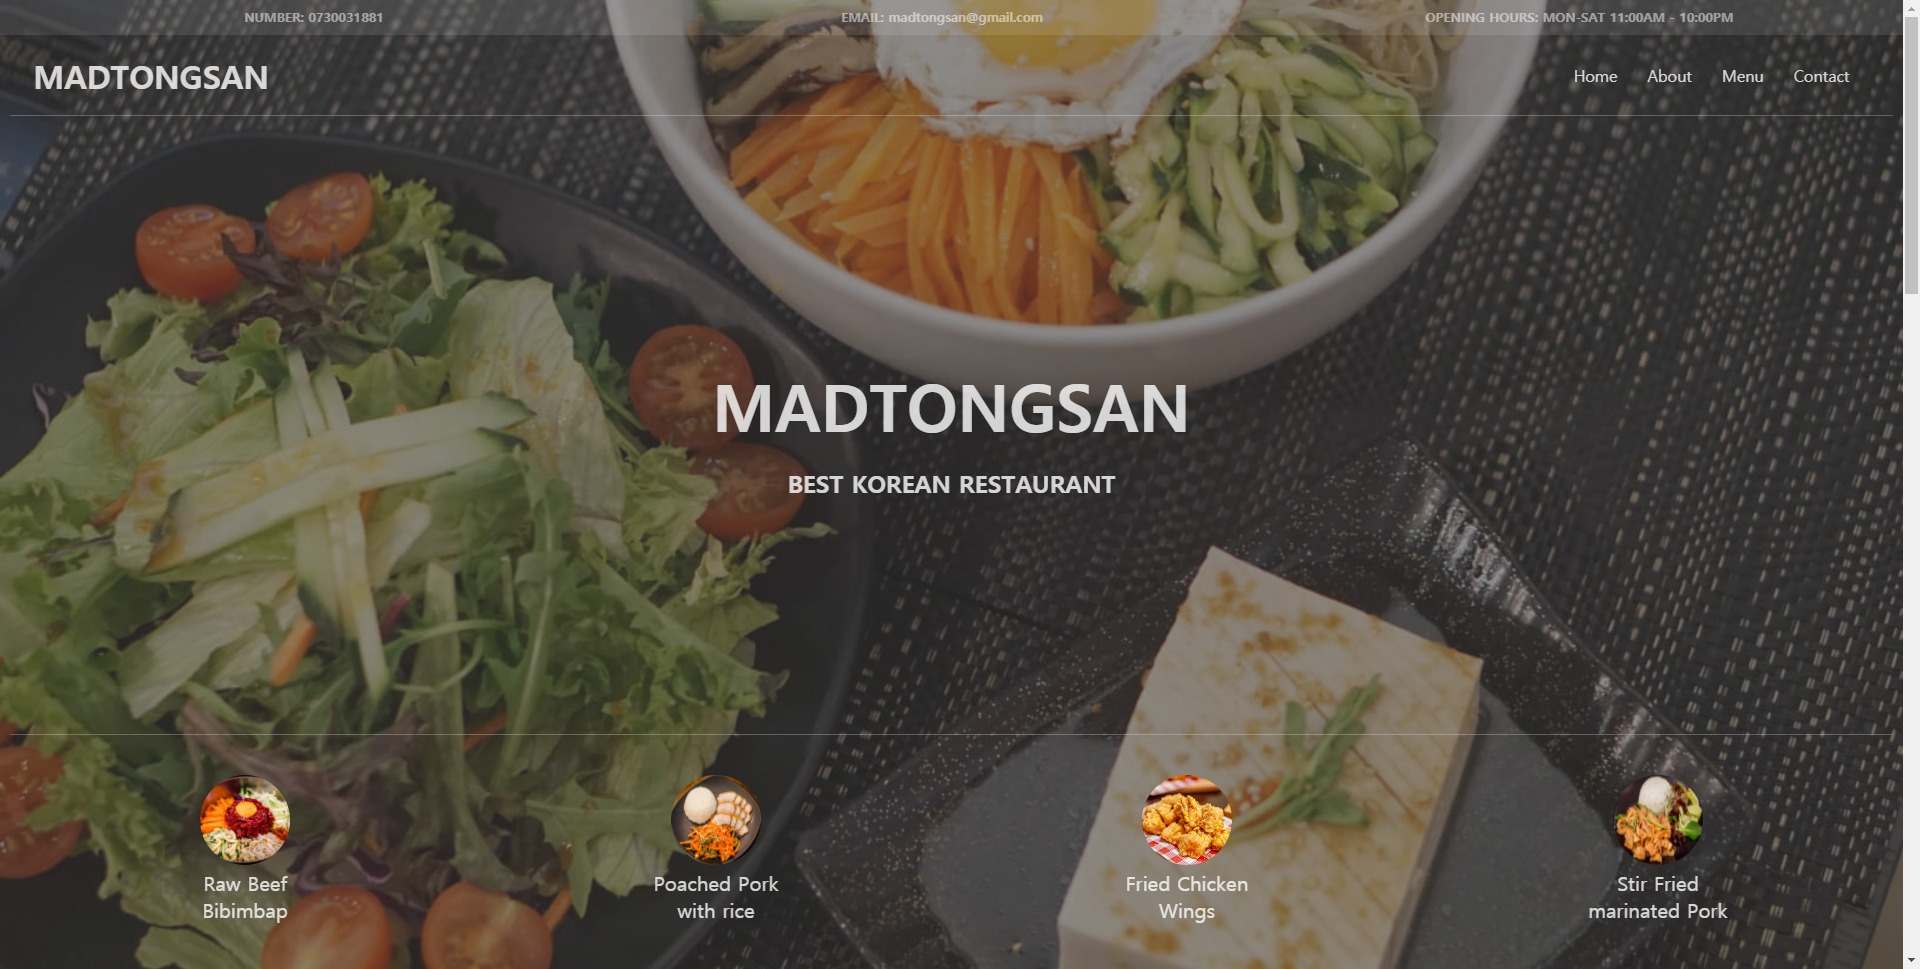 NUMBER: 0730031881
EMAIL: madtongsan@gmail.com
OPENING HOURS: MON-SAT 11:00AM - 10:00PM
MADTONGSAN
Home
About
Menu
Contact
MADTONGSAN
BEST KOREAN RESTAURANT
Raw Beef
Bibimbap
Poached Pork
with rice
Fried Chicken
Wings
Stir Fried
marinated Pork